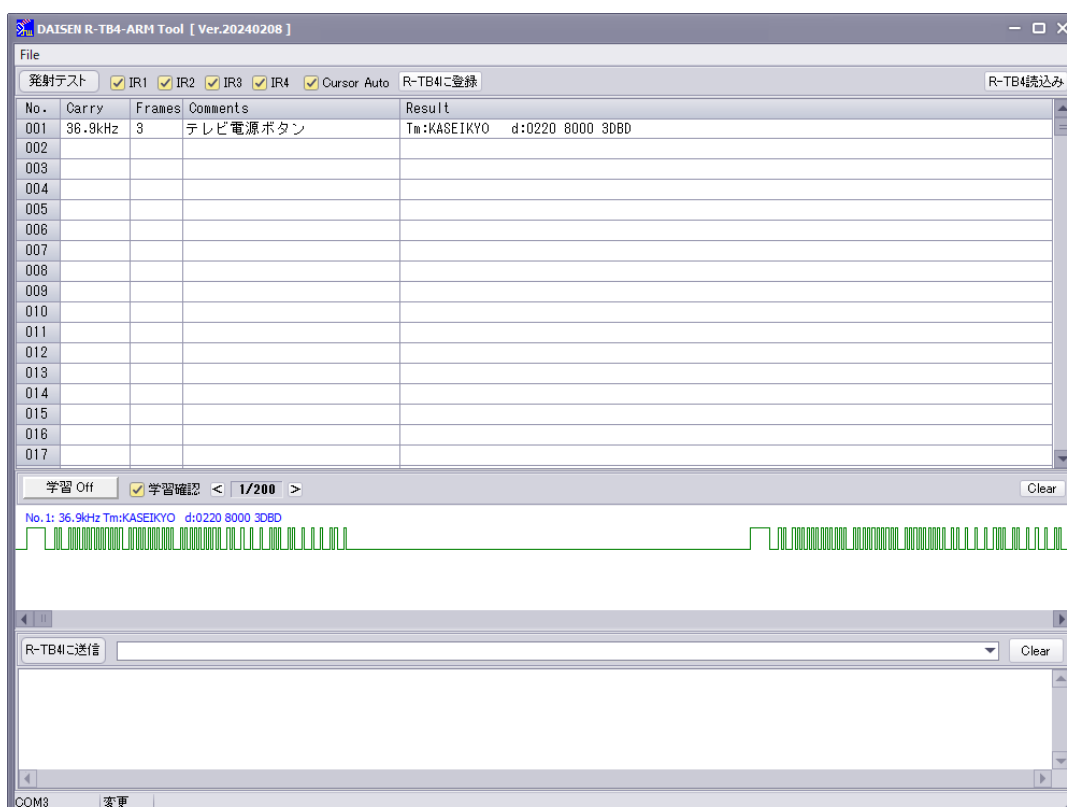 DAISEN R-TB4-ARM Tool [ Ver.20240208 ]
File
発射テスト IR1 IR2 IR3 IR4 Cursor Auto R-TB4に登録 R-TB4読込み
No. Carry Frames Comments Result
001 36.9kHz 3 テレビ電源ボタン Tm:KASEIKYO d:0220 8000 3DBD
002
003
004
005
006
007
008
009
010
011
012
013
014
015
016
017
学習 Off 学習確認 < 1/200 > Clear
No.1: 36.9kHz Tm:KASEIKYO d:0220 8000 3DBD
R-TB4に送信 Clear
COM3 変更